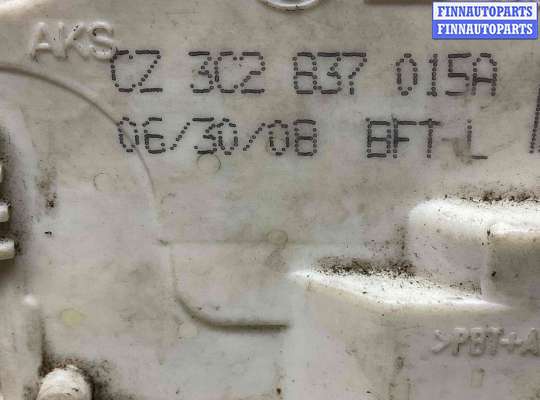 FINNAUTOPARTS
FINNAUTOPARTS
AKS
CZ 3C2 837 015A
06/30/08 BFT-L
>PBT+A